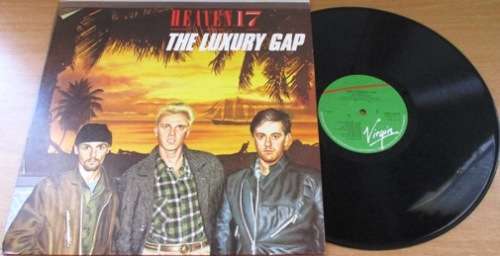 HEAVEN 17
THE LUXURY GAP
Virgin